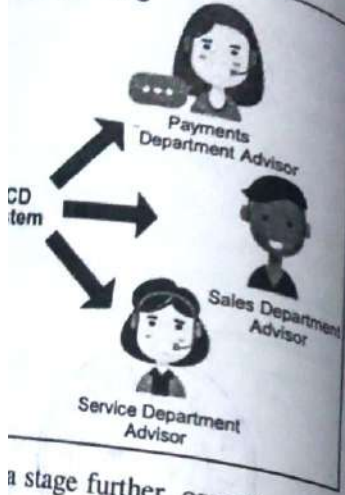 Payments
Department Advisor
CD
tem
Sales Department
Advisor
Service Department
Advisor
a stage further,